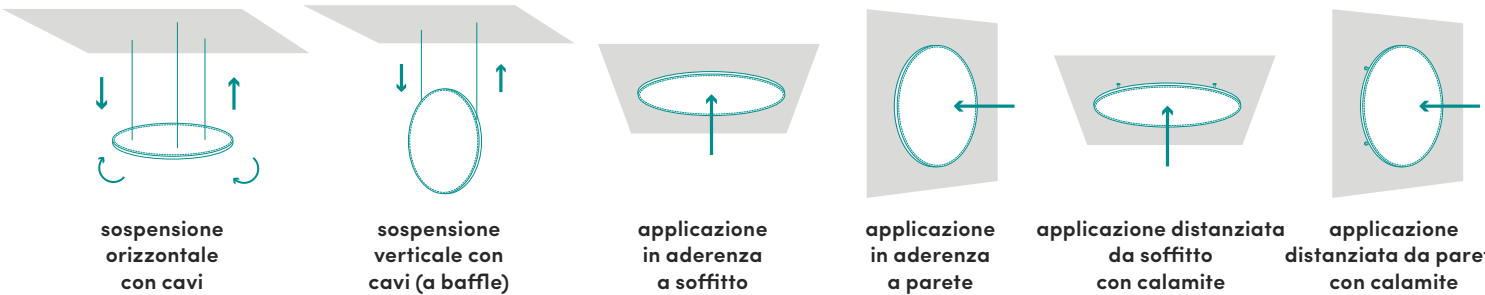 sospensione
orizzontale
con cavi
sospensione
verticale con
cavi (a baffle)
applicazione
in aderenza
a soffitto
applicazione
in aderenza
a parete
applicazione distanziata
da soffitto
con calamite
applicazione
distanziata da paret
con calamite